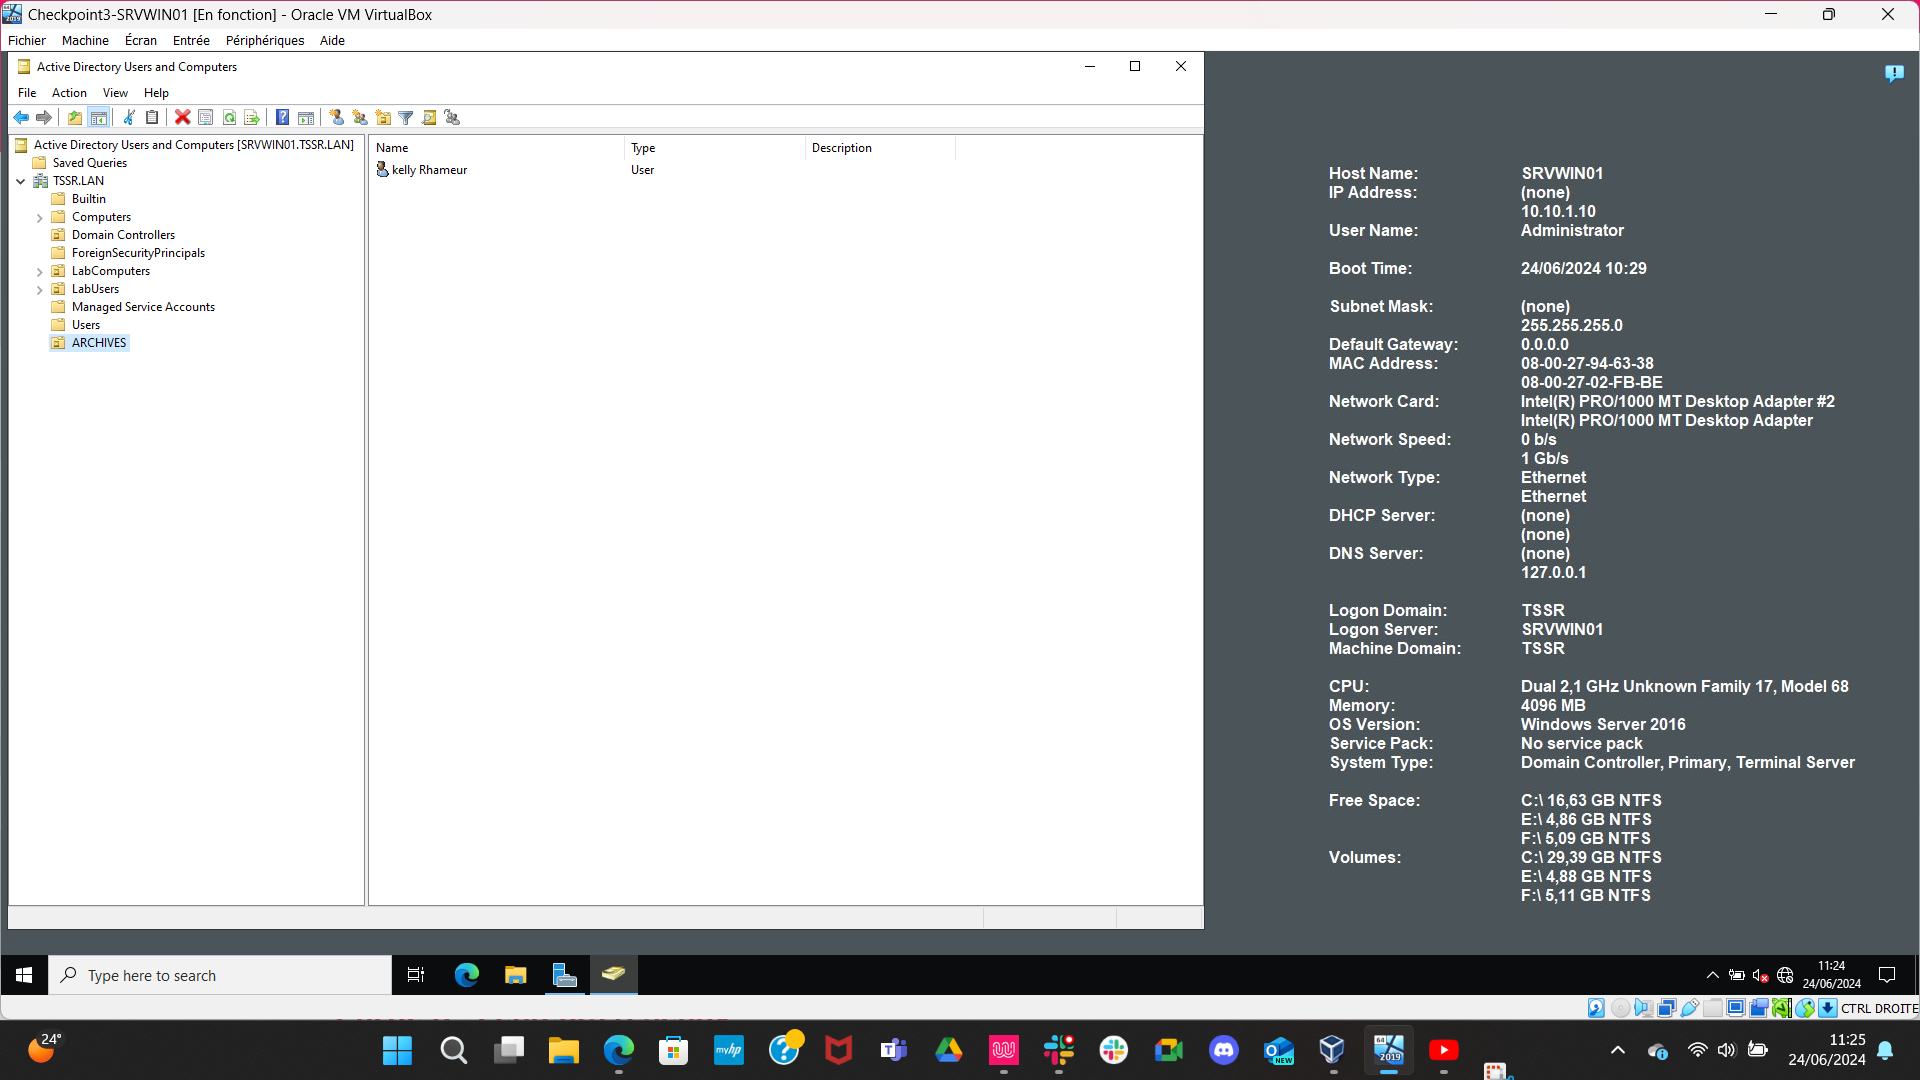 Checkpoint3-SRVWIN01 [En fonction] - Oracle VM VirtualBox
Fichier Machine Écran Entrée Périphériques Aide
Active Directory Users and Computers
File Action View Help
Active Directory Users and Computers [SRVWIN01.TSSR.LAN]
Saved Queries
TSSR.LAN
Builtin
Computers
Domain Controllers
ForeignSecurityPrincipals
LabComputers
LabUsers
Managed Service Accounts
Users
ARCHIVES
Name Type Description
kelly Rhameur User
Host Name: SRVWIN01
IP Address: (none)
10.10.1.10
User Name: Administrator
Boot Time: 24/06/2024 10:29
Subnet Mask: (none)
255.255.255.0
Default Gateway: 0.0.0.0
MAC Address: 08-00-27-94-63-38
08-00-27-02-FB-BE
Network Card: Intel(R) PRO/1000 MT Desktop Adapter #2
Intel(R) PRO/1000 MT Desktop Adapter
Network Speed: 0 b/s
1 Gb/s
Network Type: Ethernet
Ethernet
DHCP Server: (none)
(none)
DNS Server: (none)
127.0.0.1
Logon Domain: TSSR
Logon Server: SRVWIN01
Machine Domain: TSSR
CPU: Dual 2,1 GHz Unknown Family 17, Model 68
Memory: 4096 MB
OS Version: Windows Server 2016
Service Pack: No service pack
System Type: Domain Controller, Primary, Terminal Server
Free Space: C:\ 16,63 GB NTFS
E:\ 4,86 GB NTFS
F:\ 5,09 GB NTFS
Volumes: C:\ 29,39 GB NTFS
E:\ 4,88 GB NTFS
F:\ 5,11 GB NTFS
Type here to search
11:24
24/06/2024
CTRL DROITE
24°
myhp
NEW
64
2019
11:25
24/06/2024